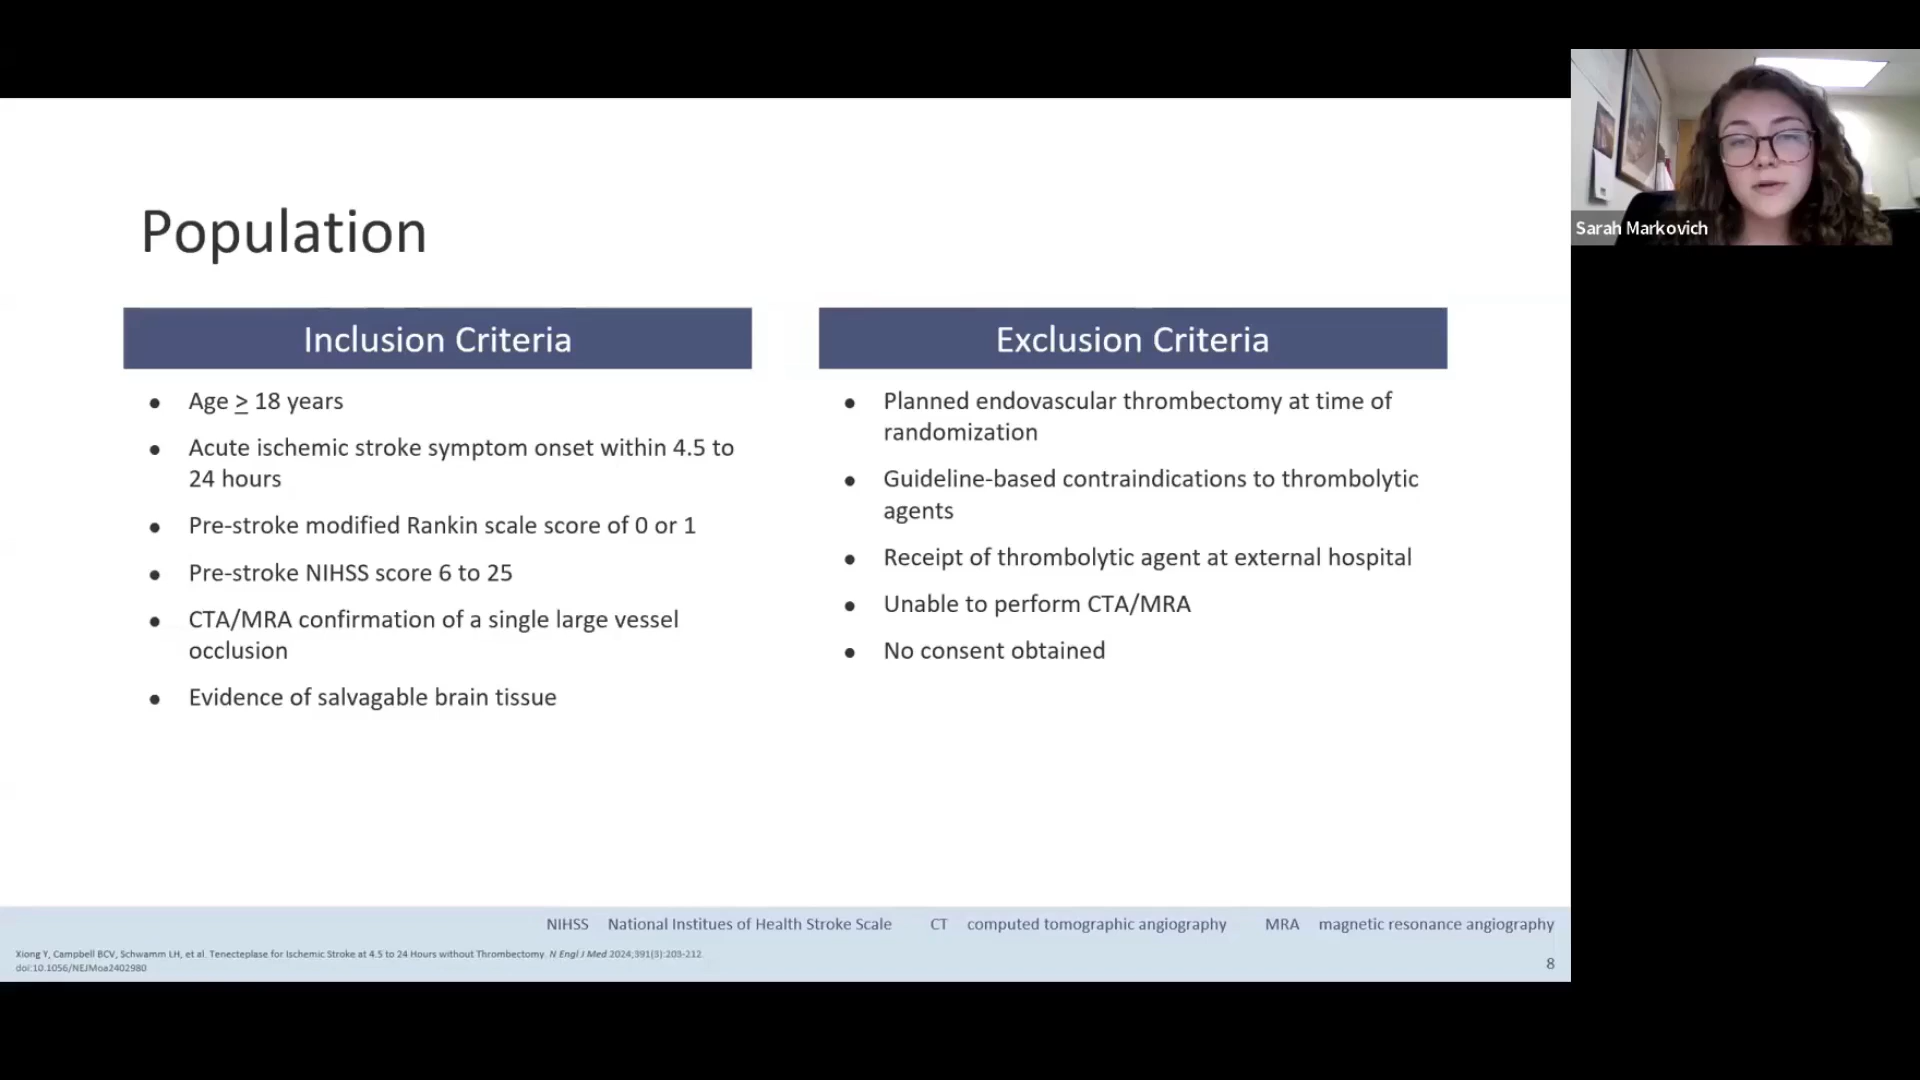 Sarah Markovich
Population
Inclusion Criteria
● Age ≥ 18 years
● Acute ischemic stroke symptom onset within 4.5 to
24 hours
● Pre-stroke modified Rankin scale score of 0 or 1
● Pre-stroke NIHSS score 6 to 25
● CTA/MRA confirmation of a single large vessel
occlusion
● Evidence of salvagable brain tissue
Exclusion Criteria
● Planned endovascular thrombectomy at time of
randomization
● Guideline-based contraindications to thrombolytic
agents
● Receipt of thrombolytic agent at external hospital
● Unable to perform CTA/MRA
● No consent obtained
NIHSS National Institues of Health Stroke Scale CT computed tomographic angiography MRA magnetic resonance angiography
Xiong Y, Campbell BCV, Schwamm LH, et al. Tenecteplase for Ischemic Stroke at 4.5 to 24 Hours without Thrombectomy. N Engl J Med 2024;391(3):203-212.
doi:10.1056/NEJMoa2402980
8